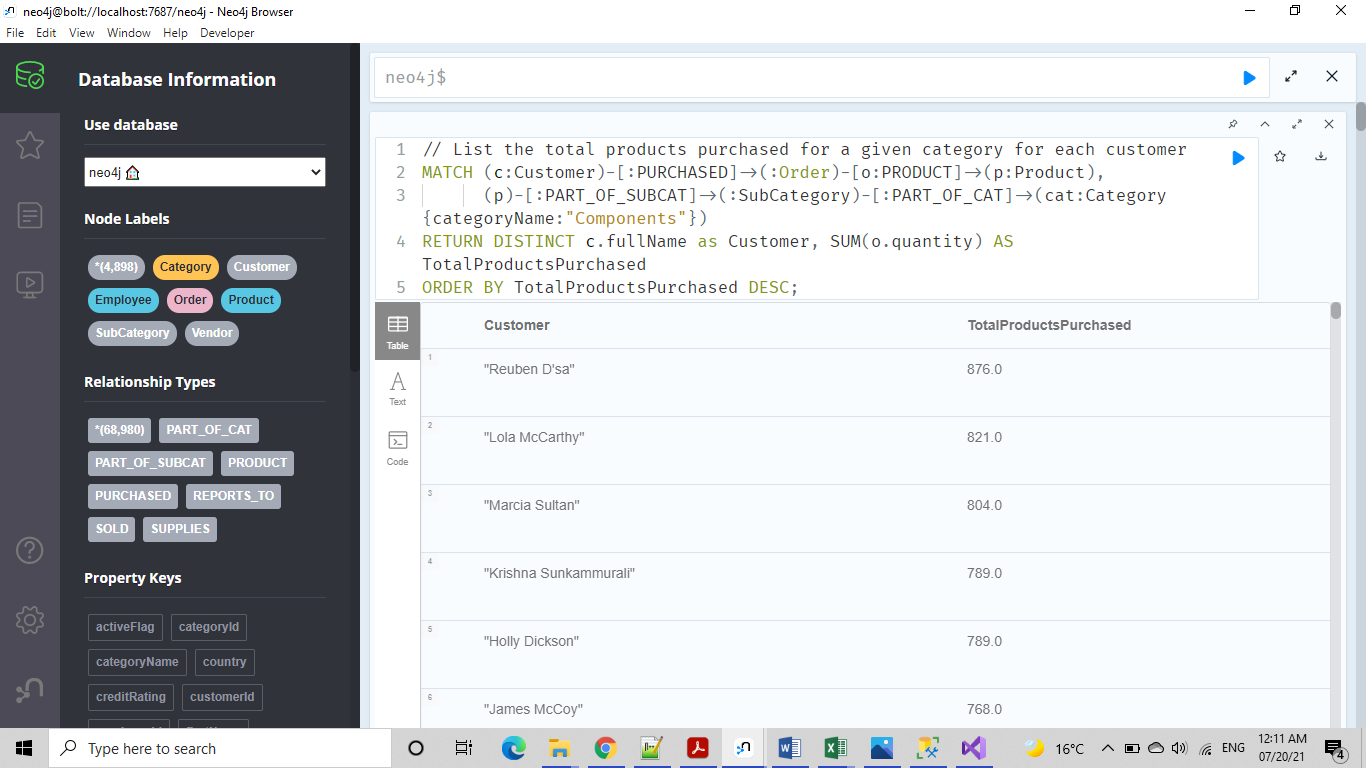 neo4j@bolt://localhost:7687/neo4j - Neo4j Browser
File Edit View Window Help Developer
Database Information
Use database
neo4j
Node Labels
*(4,898) Category Customer
Employee Order Product
SubCategory Vendor
Relationship Types
*(68,980) PART_OF_CAT
PART_OF_SUBCAT PRODUCT
PURCHASED REPORTS_TO
SOLD SUPPLIES
Property Keys
activeFlag categoryId
categoryName country
creditRating customerId
neo4j$
1 // List the total products purchased for a given category for each customer
2 MATCH (c:Customer)-[:PURCHASED]→(:Order)-[o:PRODUCT]→(p:Product),
3 (p)-[:PART_OF_SUBCAT]→(:SubCategory)-[:PART_OF_CAT]→(cat:Category
{categoryName:"Components"})
4 RETURN DISTINCT c.fullName as Customer, SUM(o.quantity) AS
TotalProductsPurchased
5 ORDER BY TotalProductsPurchased DESC;
Table
Text
Code
Customer TotalProductsPurchased
1 "Reuben D'sa" 876.0
2 "Lola McCarthy" 821.0
3 "Marcia Sultan" 804.0
4 "Krishna Sunkammurali" 789.0
5 "Holly Dickson" 789.0
6 "James McCoy" 768.0
Type here to search
16°C ENG
12:11 AM
07/20/21
4